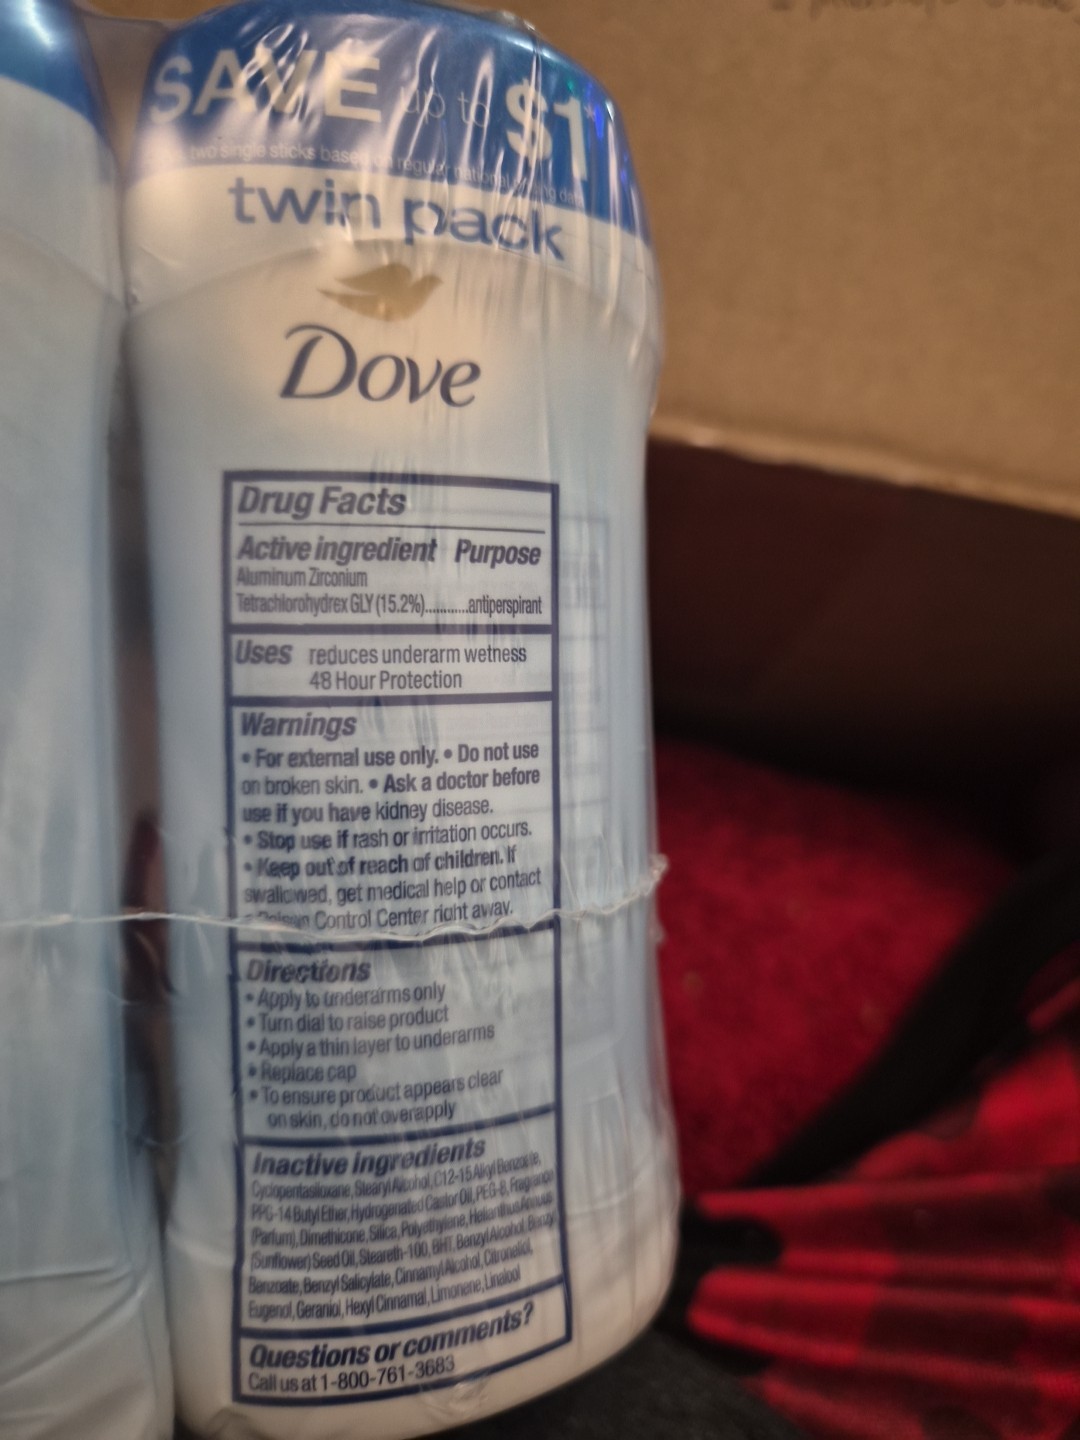 SAVE up to $1*
two single sticks based on regular national
twin pack
Dove
Drug Facts
Active ingredient Purpose
Aluminum Zirconium
Tetrachlorohydrex GLY (15.2%)...........antiperspirant
Uses reduces underarm wetness
48 Hour Protection
Warnings
• For external use only. • Do not use
on broken skin. • Ask a doctor before
use if you have kidney disease.
• Stop use if rash or irritation occurs.
• Keep out of reach of children. If
swallowed, get medical help or contact
Poison Control Center right away.
Directions
• Apply to underarms only
• Turn dial to raise product
• Apply a thin layer to underarms
• Replace cap
• To ensure product appears clear
on skin, do not overapply
Inactive ingredients
Cyclopentasiloxane, Stearyl Alcohol, C12-15 Alkyl Benzoate,
PPG-14 Butyl Ether, Hydrogenated Castor Oil, PEG-8, Fragrance
(Parfum), Dimethicone, Silica, Polyethylene, Helianthus Annuus
(Sunflower) Seed Oil, Steareth-100, BHT, Benzyl Alcohol, Benzyl
Benzoate, Benzyl Salicylate, Cinnamyl Alcohol, Citronellol,
Eugenol, Geraniol, Hexyl Cinnamal, Limonene, Linalool
Questions or comments?
Call us at 1-800-761-3683